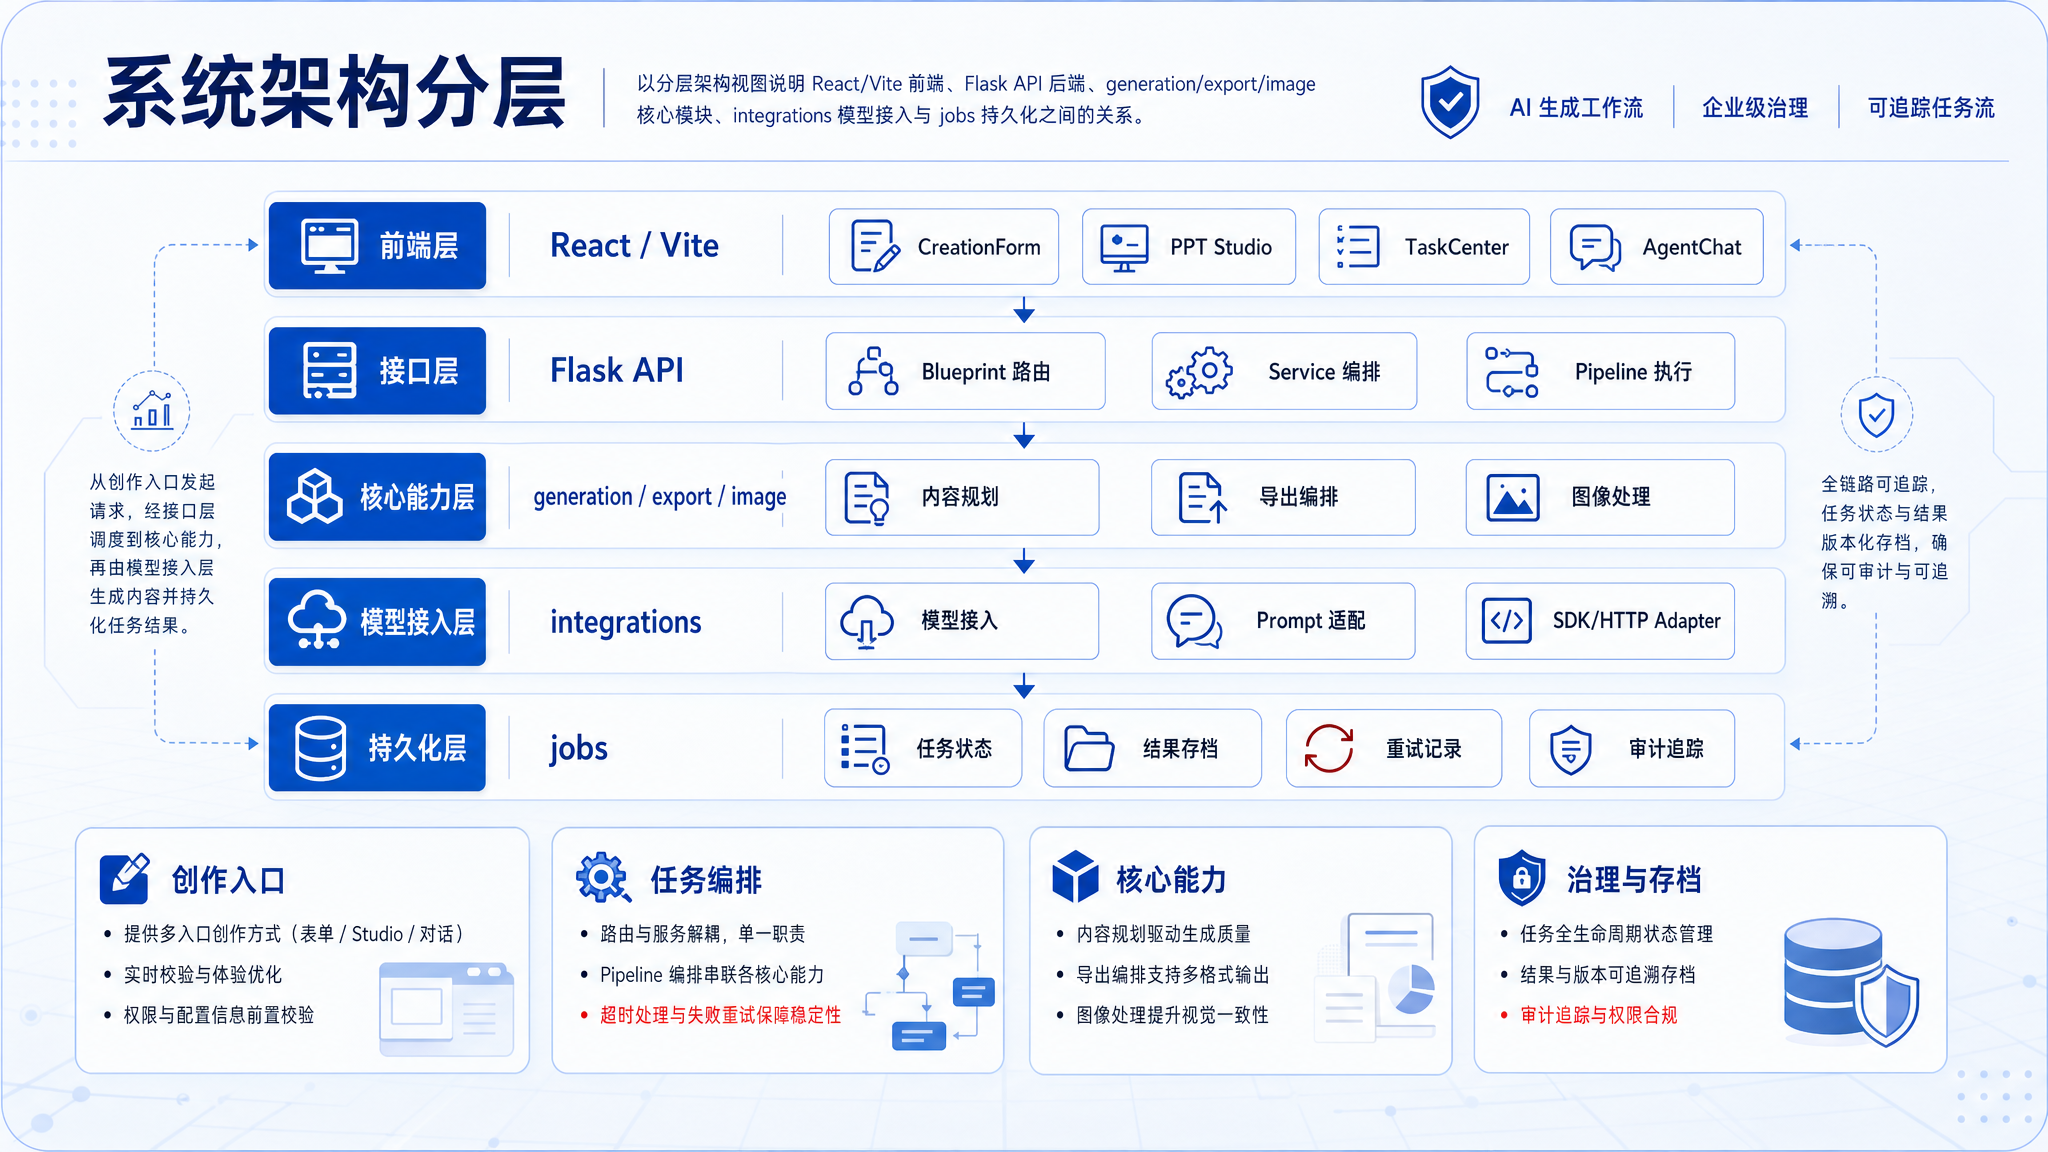 系统架构分层
以分层架构视图说明 React/Vite 前端、Flask API 后端、generation/export/image
核心模块、integrations 模型接入与 jobs 持久化之间的关系。
AI 生成工作流
企业级治理
可追踪任务流
前端层
React / Vite
CreationForm
PPT Studio
TaskCenter
AgentChat
接口层
Flask API
Blueprint 路由
Service 编排
Pipeline 执行
核心能力层
generation / export / image
内容规划
导出编排
图像处理
模型接入层
integrations
模型接入
Prompt 适配
SDK/HTTP Adapter
持久化层
jobs
任务状态
结果存档
重试记录
审计追踪
从创作入口发起
请求，经接口层
调度到核心能力，
再由模型接入层
生成内容并持久
化任务结果。
全链路可追踪，
任务状态与结果
版本化存档，确
保可审计与可追
溯。
创作入口
• 提供多入口创作方式（表单 / Studio / 对话）
• 实时校验与体验优化
• 权限与配置信息前置校验
任务编排
• 路由与服务解耦，单一职责
• Pipeline 编排串联各核心能力
• 超时处理与失败重试保障稳定性
核心能力
• 内容规划驱动生成质量
• 导出编排支持多格式输出
• 图像处理提升视觉一致性
治理与存档
• 任务全生命周期状态管理
• 结果与版本可追溯存档
• 审计追踪与权限合规